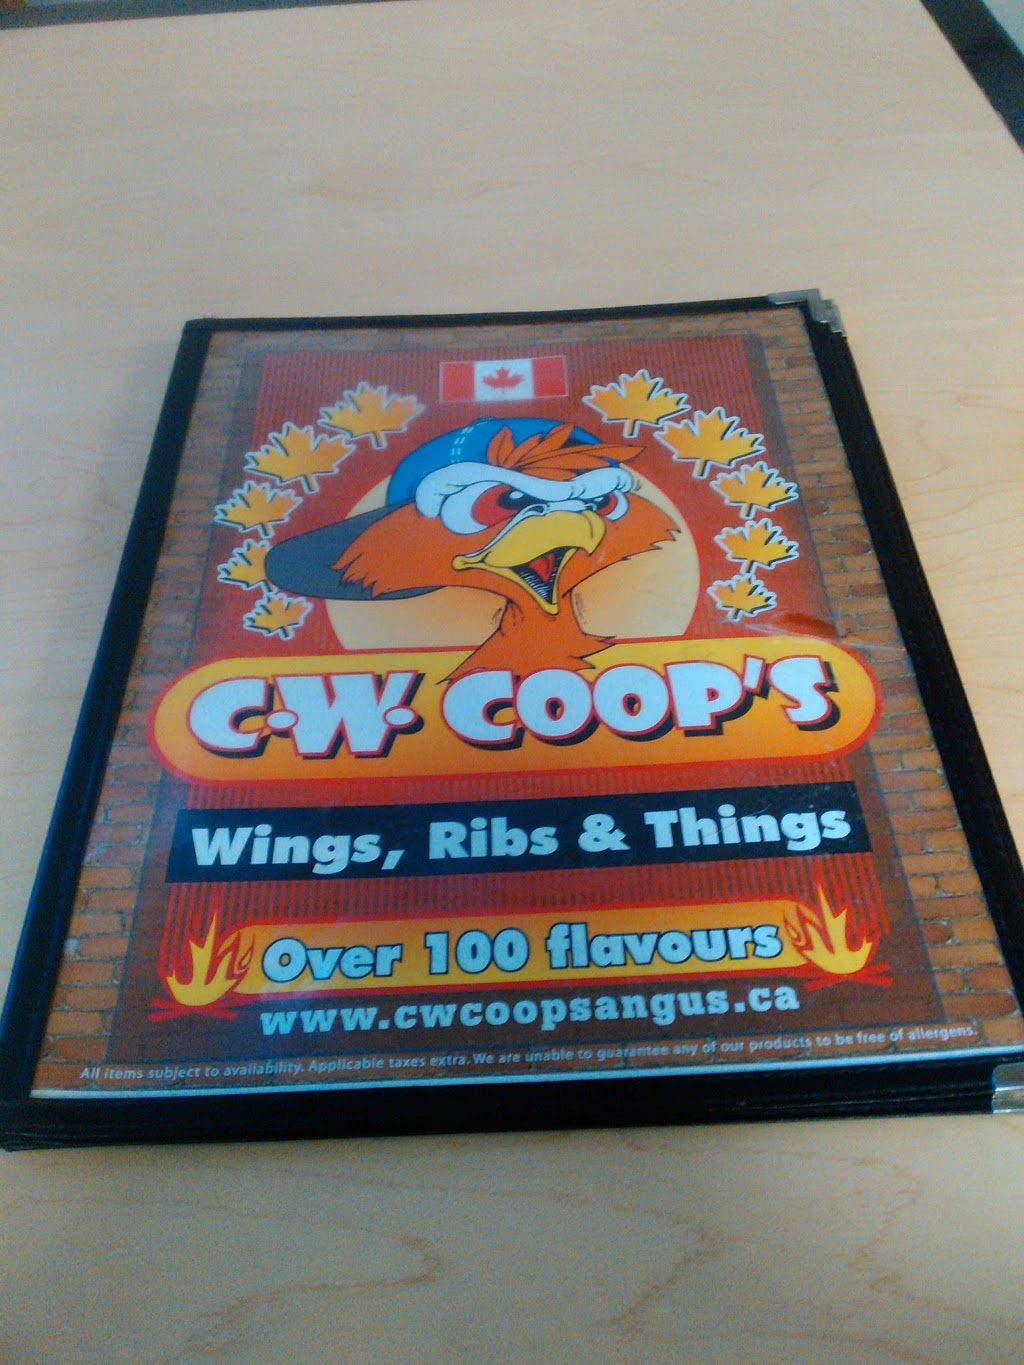 C.W. COOP'S
Wings, Ribs & Things
Over 100 flavours
www.cwcoopsangus.ca
All items subject to availability. Applicable taxes extra. We are unable to guarantee any of our products to be free of allergens.